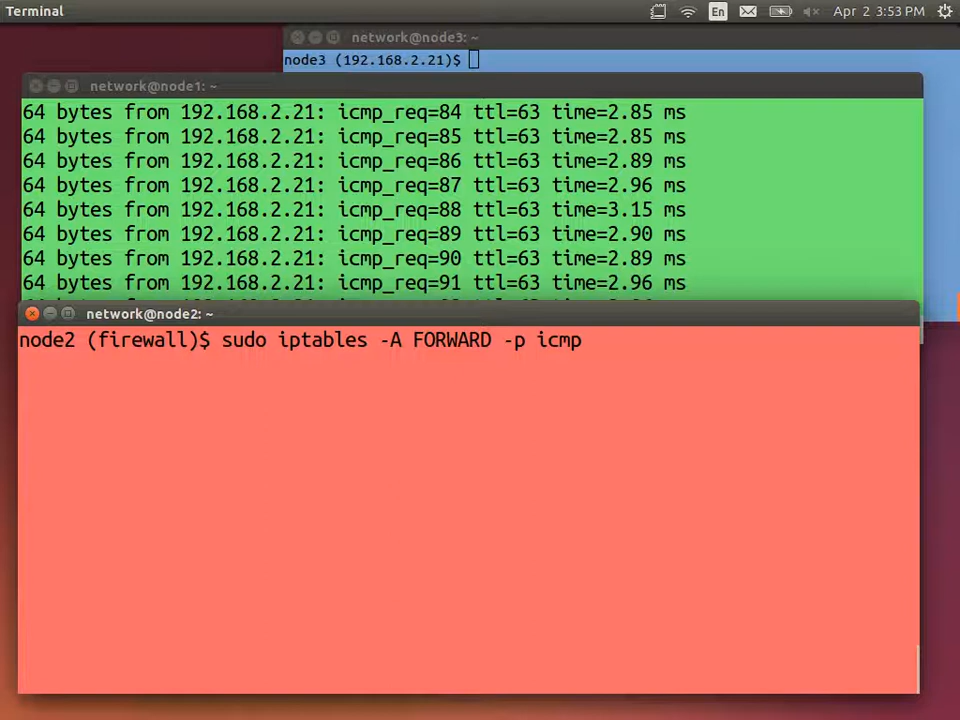 Terminal
En
Apr 2 3:53 PM
network@node3: ~
node3 (192.168.2.21)$
network@node1: ~
64 bytes from 192.168.2.21: icmp_req=84 ttl=63 time=2.85 ms
64 bytes from 192.168.2.21: icmp_req=85 ttl=63 time=2.85 ms
64 bytes from 192.168.2.21: icmp_req=86 ttl=63 time=2.89 ms
64 bytes from 192.168.2.21: icmp_req=87 ttl=63 time=2.96 ms
64 bytes from 192.168.2.21: icmp_req=88 ttl=63 time=3.15 ms
64 bytes from 192.168.2.21: icmp_req=89 ttl=63 time=2.90 ms
64 bytes from 192.168.2.21: icmp_req=90 ttl=63 time=2.89 ms
64 bytes from 192.168.2.21: icmp_req=91 ttl=63 time=2.96 ms
network@node2: ~
node2 (firewall)$ sudo iptables -A FORWARD -p icmp